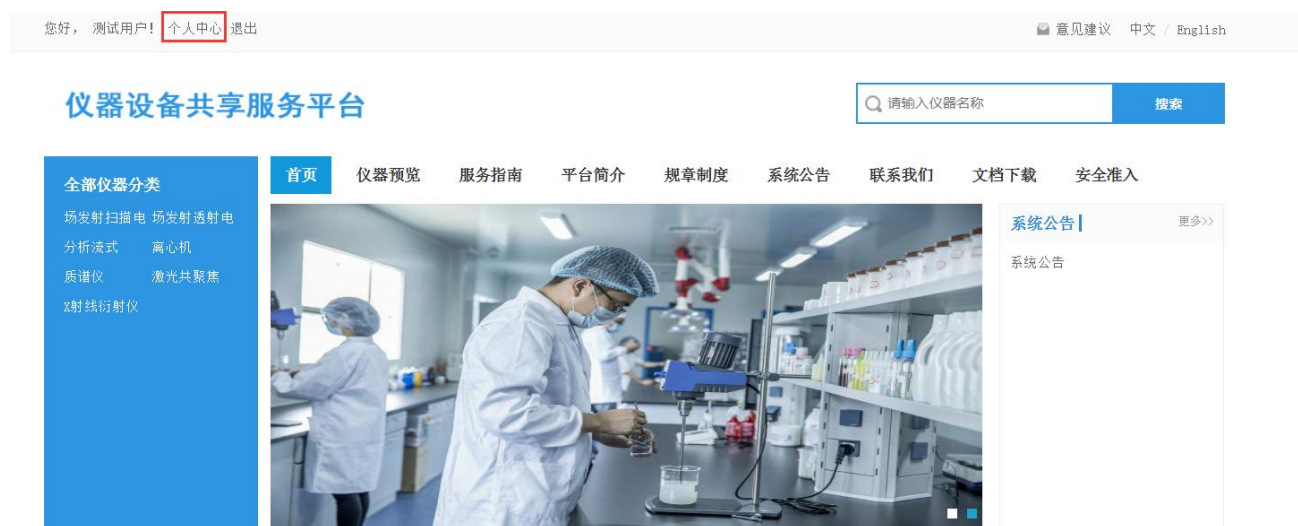 您好， 测试用户! 个人中心 退出
意见建议 中文 / English
仪器设备共享服务平台
请输入仪器名称
搜索
首页 仪器预览 服务指南 平台简介 规章制度 系统公告 联系我们 文档下载 安全准入
全部仪器分类
场发射扫描电 场发射透射电
分析流式 离心机
质谱仪 激光共聚焦
X射线衍射仪
系统公告
更多>>
系统公告